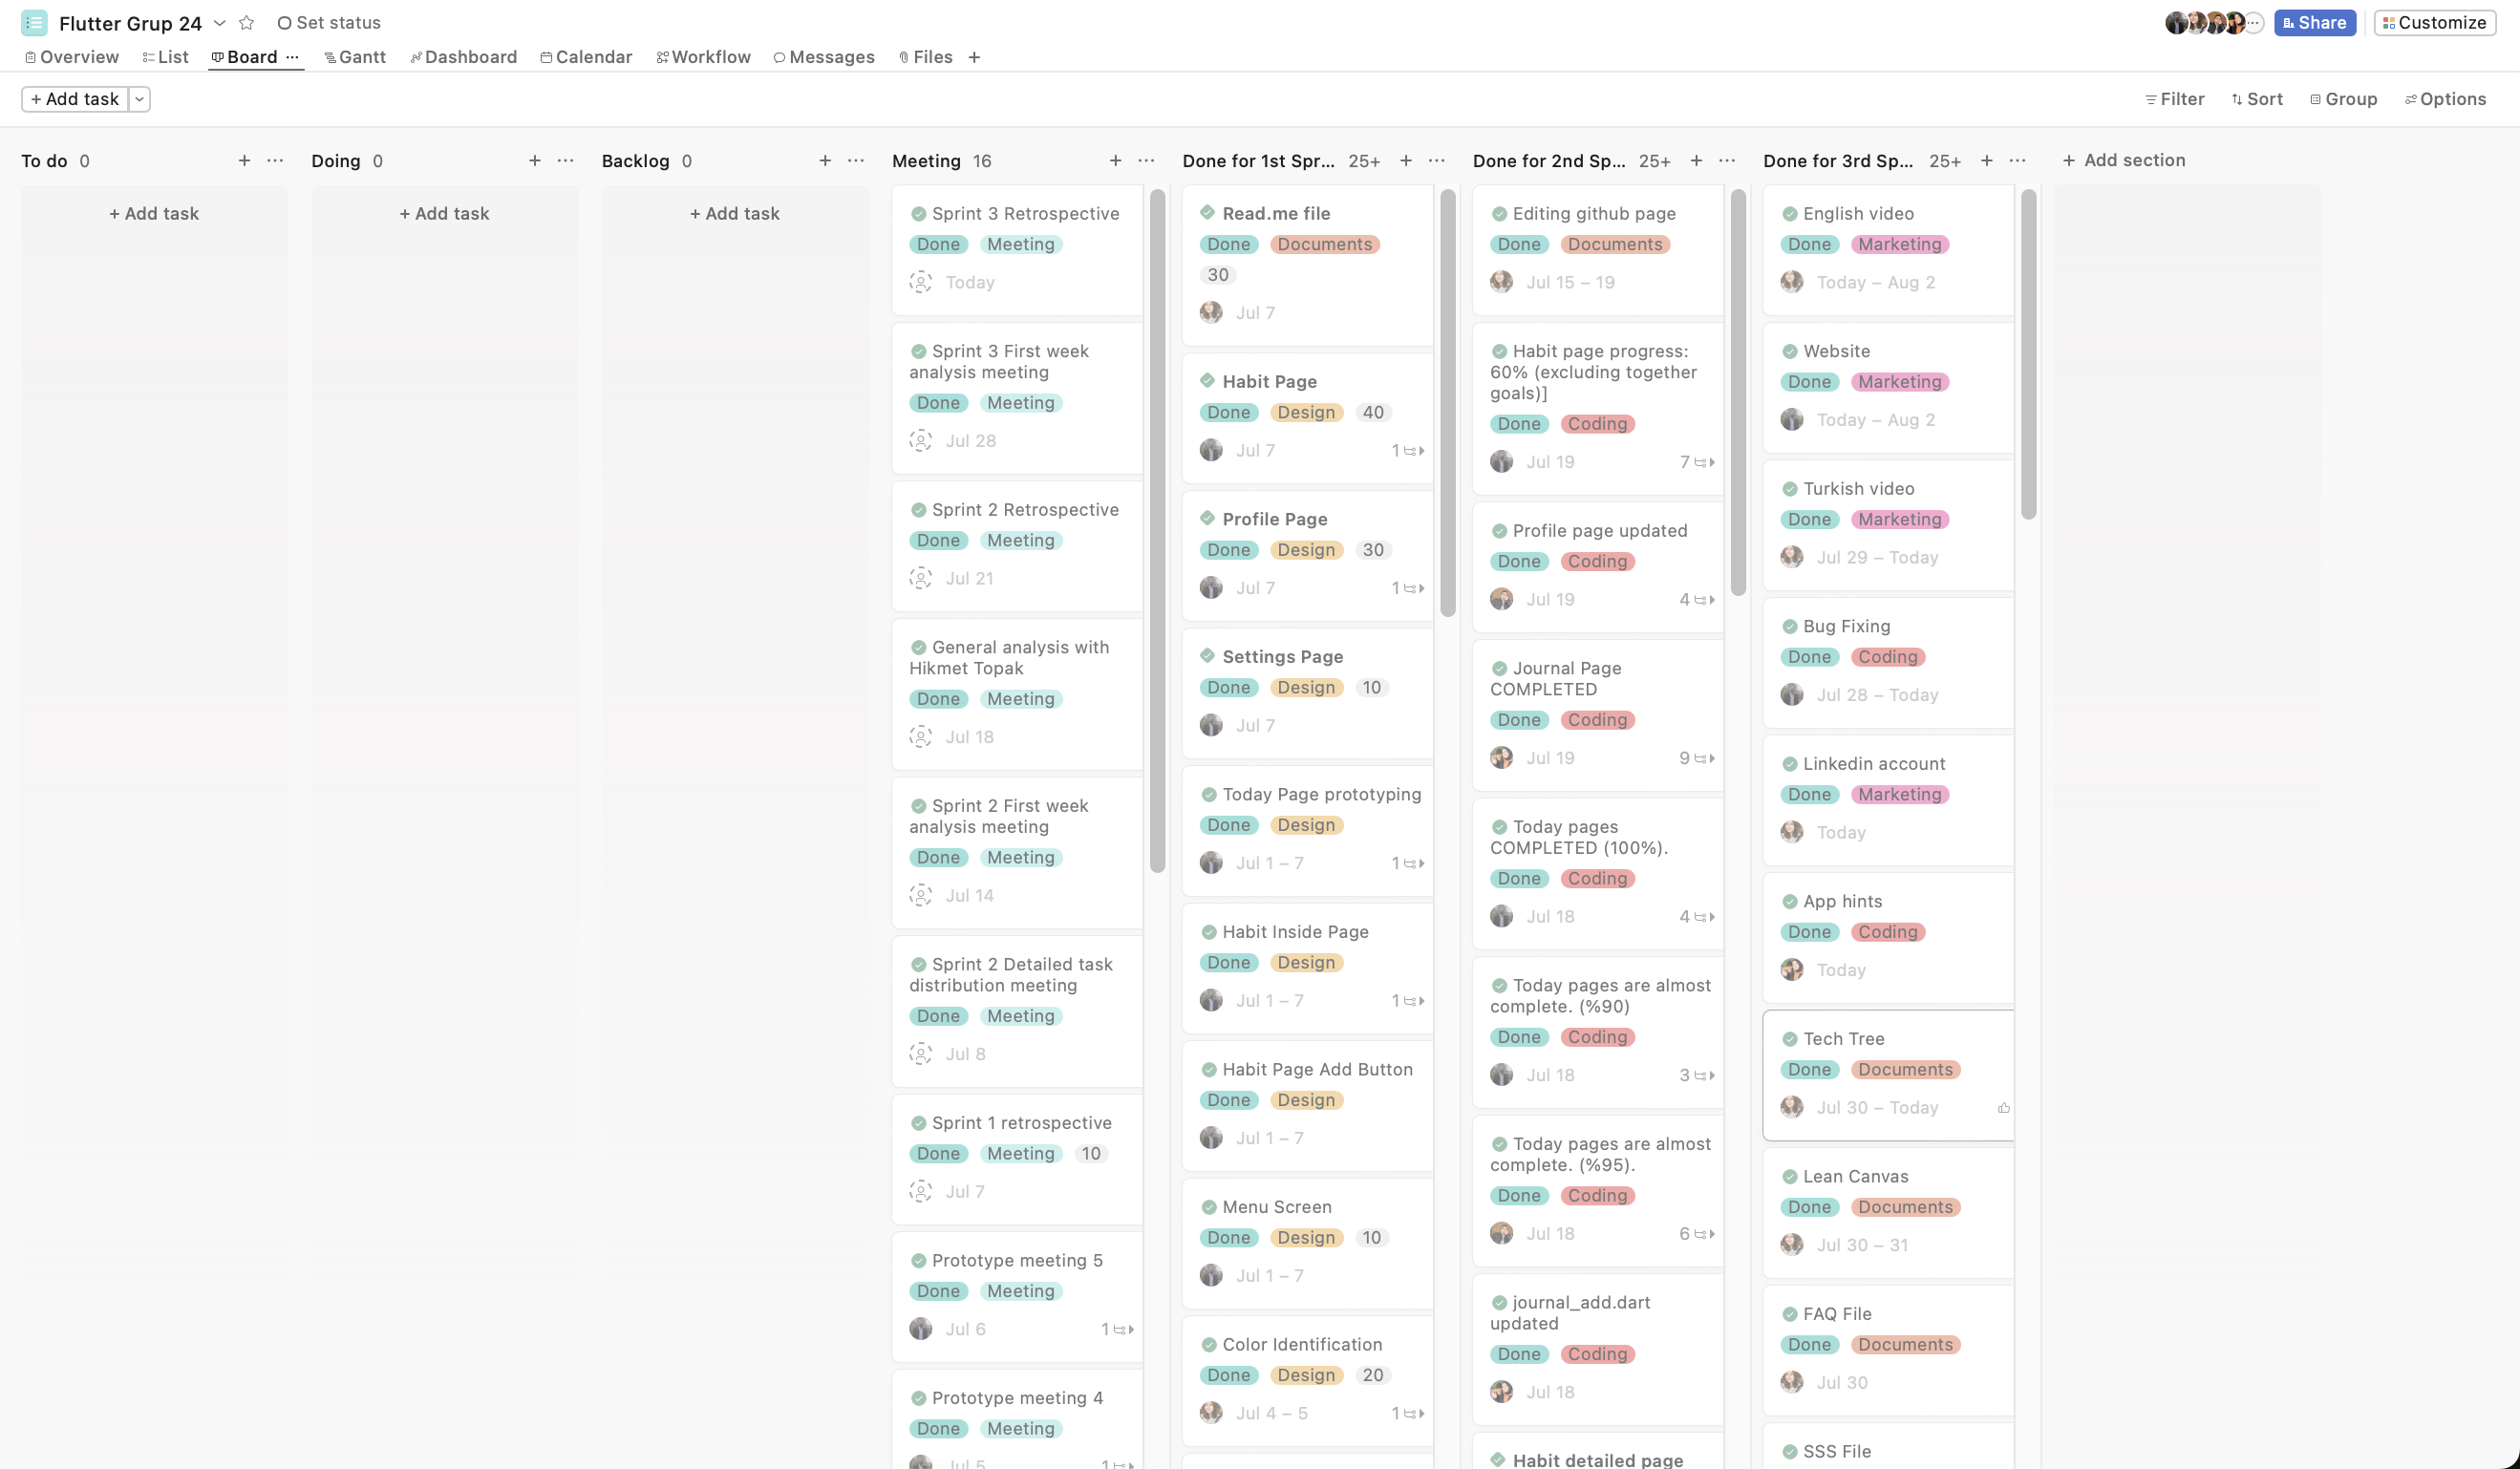 Flutter Grup 24
Set status
Share
Customize
Overview
List
Board
Gantt
Dashboard
Calendar
Workflow
Messages
Files
+ Add task
Filter
Sort
Group
Options
To do 0
+ Add task
Doing 0
+ Add task
Backlog 0
+ Add task
Meeting 16
Sprint 3 Retrospective
Done Meeting
Today
Sprint 3 First week
analysis meeting
Done Meeting
Jul 28
Sprint 2 Retrospective
Done Meeting
Jul 21
General analysis with
Hikmet Topak
Done Meeting
Jul 18
Sprint 2 First week
analysis meeting
Done Meeting
Jul 14
Sprint 2 Detailed task
distribution meeting
Done Meeting
Jul 8
Sprint 1 retrospective
Done Meeting 10
Jul 7
Prototype meeting 5
Done Meeting
Jul 6 1
Prototype meeting 4
Done Meeting
Jul 5 1
Done for 1st Spr... 25+
Read.me file
Done Documents
30
Jul 7
Habit Page
Done Design 40
Jul 7 1
Profile Page
Done Design 30
Jul 7 1
Settings Page
Done Design 10
Jul 7
Today Page prototyping
Done Design
Jul 1 – 7 1
Habit Inside Page
Done Design
Jul 1 – 7 1
Habit Page Add Button
Done Design
Jul 1 – 7
Menu Screen
Done Design 10
Jul 1 – 7
Color Identification
Done Design 20
Jul 4 – 5 1
Done for 2nd Sp... 25+
Editing github page
Done Documents
Jul 15 – 19
Habit page progress:
60% (excluding together
goals)]
Done Coding
Jul 19 7
Profile page updated
Done Coding
Jul 19 4
Journal Page
COMPLETED
Done Coding
Jul 19 9
Today pages
COMPLETED (100%).
Done Coding
Jul 18 4
Today pages are almost
complete. (%90)
Done Coding
Jul 18 3
Today pages are almost
complete. (%95).
Done Coding
Jul 18 6
journal_add.dart
updated
Done Coding
Jul 18
Habit detailed page
Done for 3rd Sp... 25+
English video
Done Marketing
Today – Aug 2
Website
Done Marketing
Today – Aug 2
Turkish video
Done Marketing
Jul 29 – Today
Bug Fixing
Done Coding
Jul 28 – Today
Linkedin account
Done Marketing
Today
App hints
Done Coding
Today
Tech Tree
Done Documents
Jul 30 – Today
Lean Canvas
Done Documents
Jul 30 – 31
FAQ File
Done Documents
Jul 30
SSS File
+ Add section